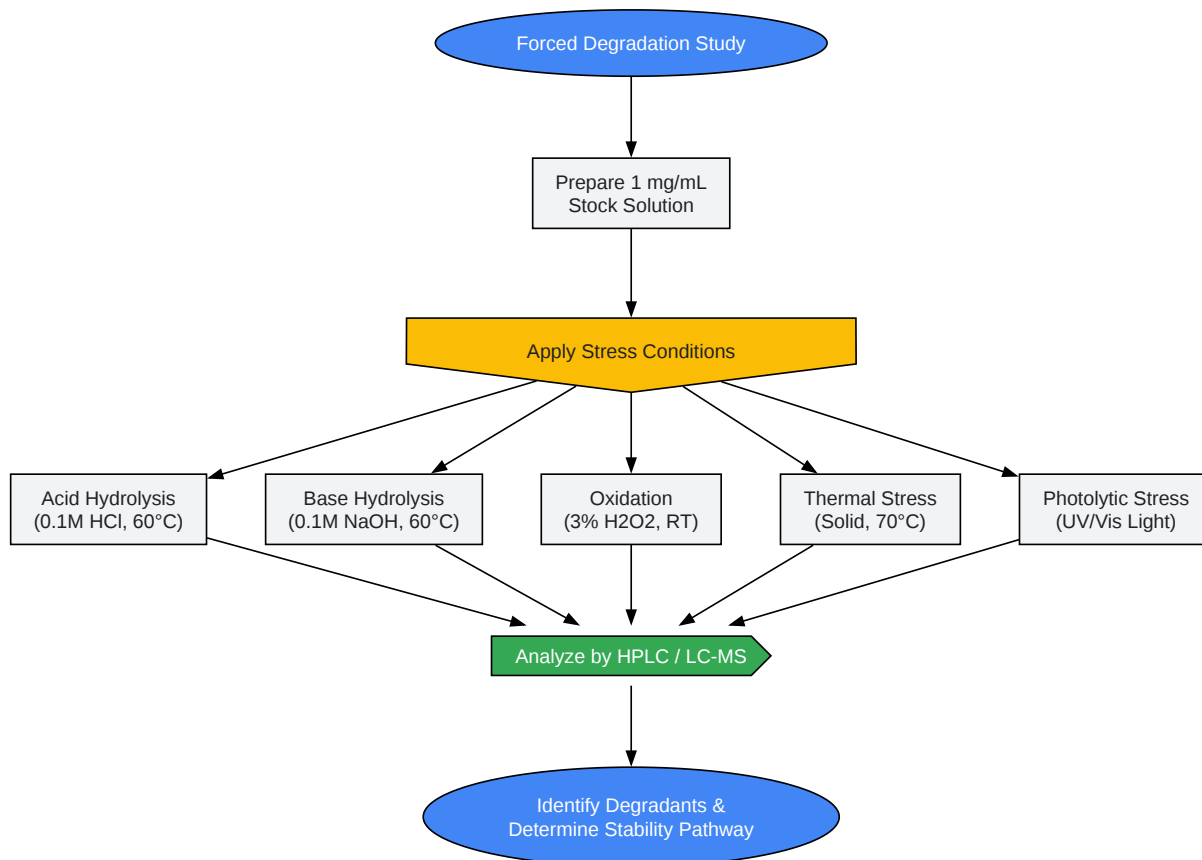 Forced Degradation Study
Prepare 1 mg/mL
Stock Solution
Apply Stress Conditions
Acid Hydrolysis
(0.1M HCl, 60°C)
Base Hydrolysis
(0.1M NaOH, 60°C)
Oxidation
(3% H2O2, RT)
Thermal Stress
(Solid, 70°C)
Photolytic Stress
(UV/Vis Light)
Analyze by HPLC / LC-MS
Identify Degradants &
Determine Stability Pathway